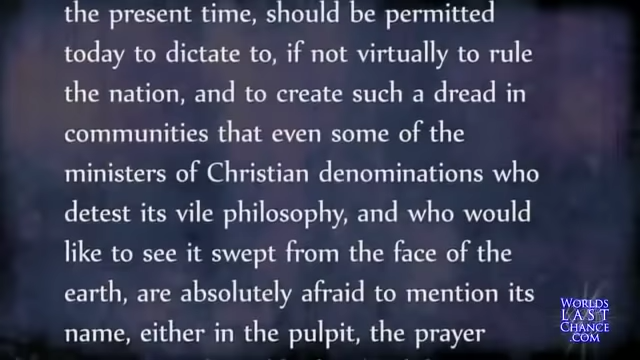 the present time, should be permitted
today to dictate to, if not virtually to rule
the nation, and to create such a dread in
communities that even some of the
ministers of Christian denominations who
detest its vile philosophy, and who would
like to see it swept from the face of the
earth, are absolutely afraid to mention its
name, either in the pulpit, the prayer
WORLDS
LAST
CHANCE
.COM